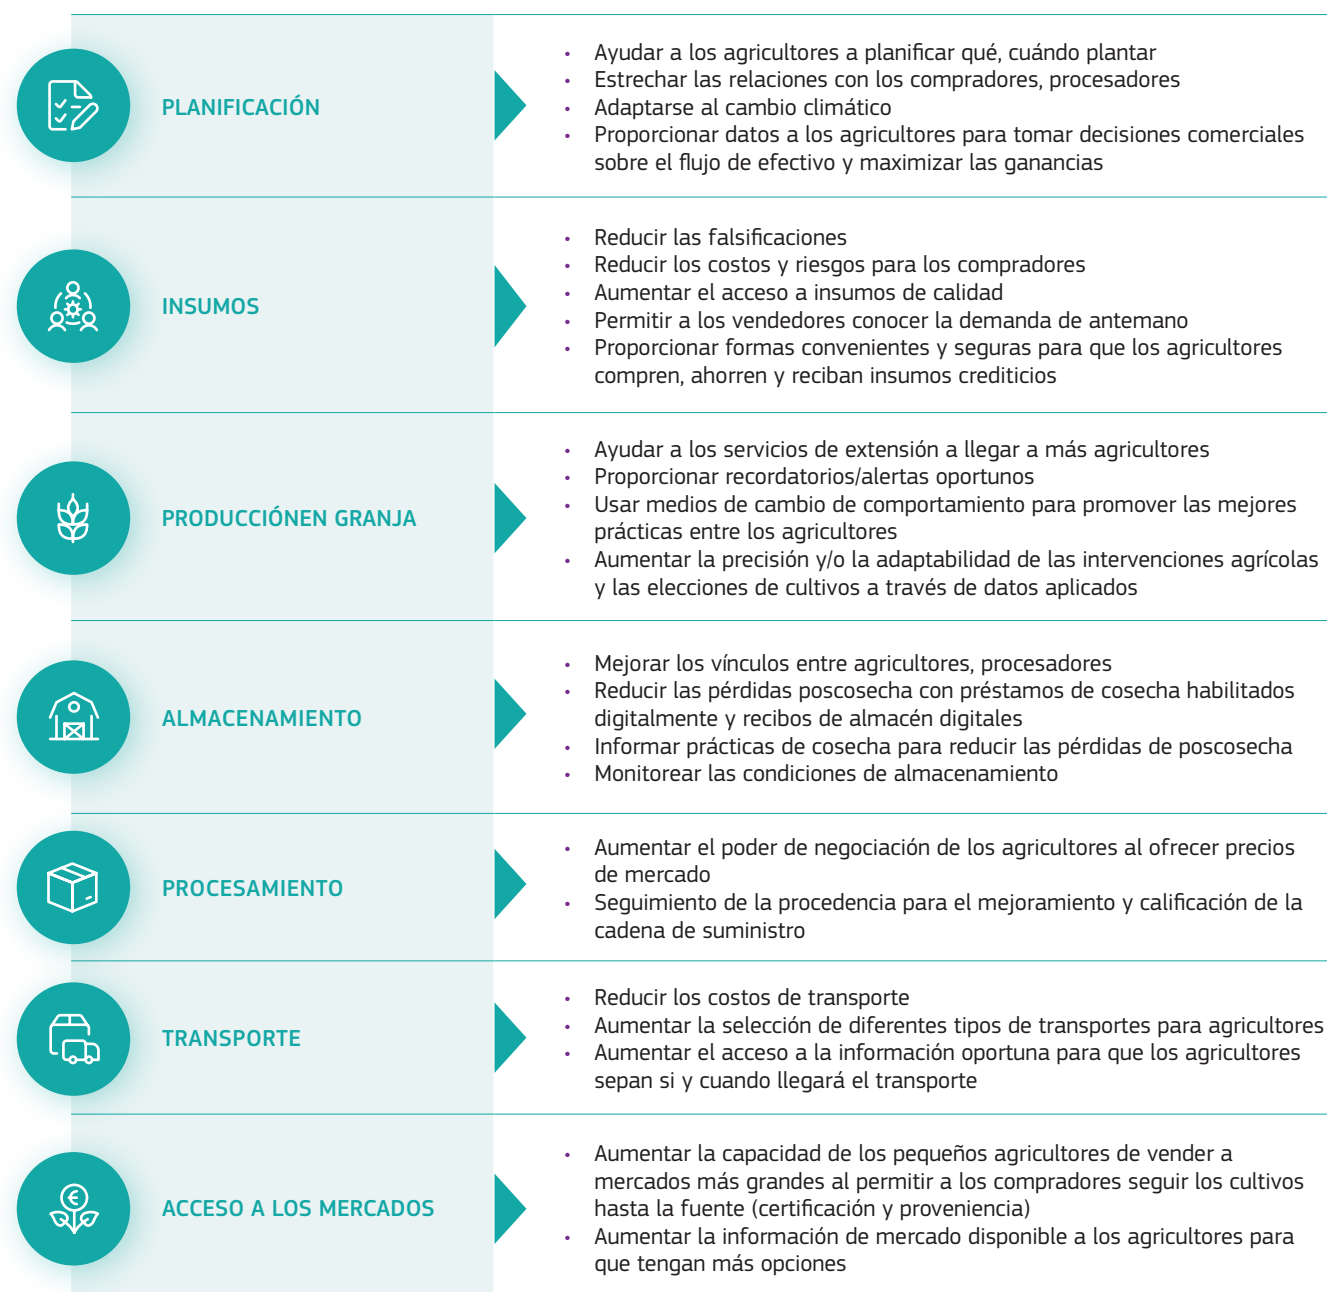 PLANIFICACIÓN
• Ayudar a los agricultores a planificar qué, cuándo plantar
• Estrechar las relaciones con los compradores, procesadores
• Adaptarse al cambio climático
• Proporcionar datos a los agricultores para tomar decisiones comerciales
sobre el flujo de efectivo y maximizar las ganancias
INSUMOS
• Reducir las falsificaciones
• Reducir los costos y riesgos para los compradores
• Aumentar el acceso a insumos de calidad
• Permitir a los vendedores conocer la demanda de antemano
• Proporcionar formas convenientes y seguras para que los agricultores
compren, ahorren y reciban insumos crediticios
PRODUCCIÓNEN GRANJA
• Ayudar a los servicios de extensión a llegar a más agricultores
• Proporcionar recordatorios/alertas oportunos
• Usar medios de cambio de comportamiento para promover las mejores
prácticas entre los agricultores
• Aumentar la precisión y/o la adaptabilidad de las intervenciones agrícolas
y las elecciones de cultivos a través de datos aplicados
ALMACENAMIENTO
• Mejorar los vínculos entre agricultores, procesadores
• Reducir las pérdidas poscosecha con préstamos de cosecha habilitados
digitalmente y recibos de almacén digitales
• Informar prácticas de cosecha para reducir las pérdidas de poscosecha
• Monitorear las condiciones de almacenamiento
PROCESAMIENTO
• Aumentar el poder de negociación de los agricultores al ofrecer precios
de mercado
• Seguimiento de la procedencia para el mejoramiento y calificación de la
cadena de suministro
TRANSPORTE
• Reducir los costos de transporte
• Aumentar la selección de diferentes tipos de transportes para agricultores
• Aumentar el acceso a la información oportuna para que los agricultores
sepan si y cuando llegará el transporte
€
ACCESO A LOS MERCADOS
• Aumentar la capacidad de los pequeños agricultores de vender a
mercados más grandes al permitir a los compradores seguir los cultivos
hasta la fuente (certificación y proveniencia)
• Aumentar la información de mercado disponible a los agricultores para
que tengan más opciones